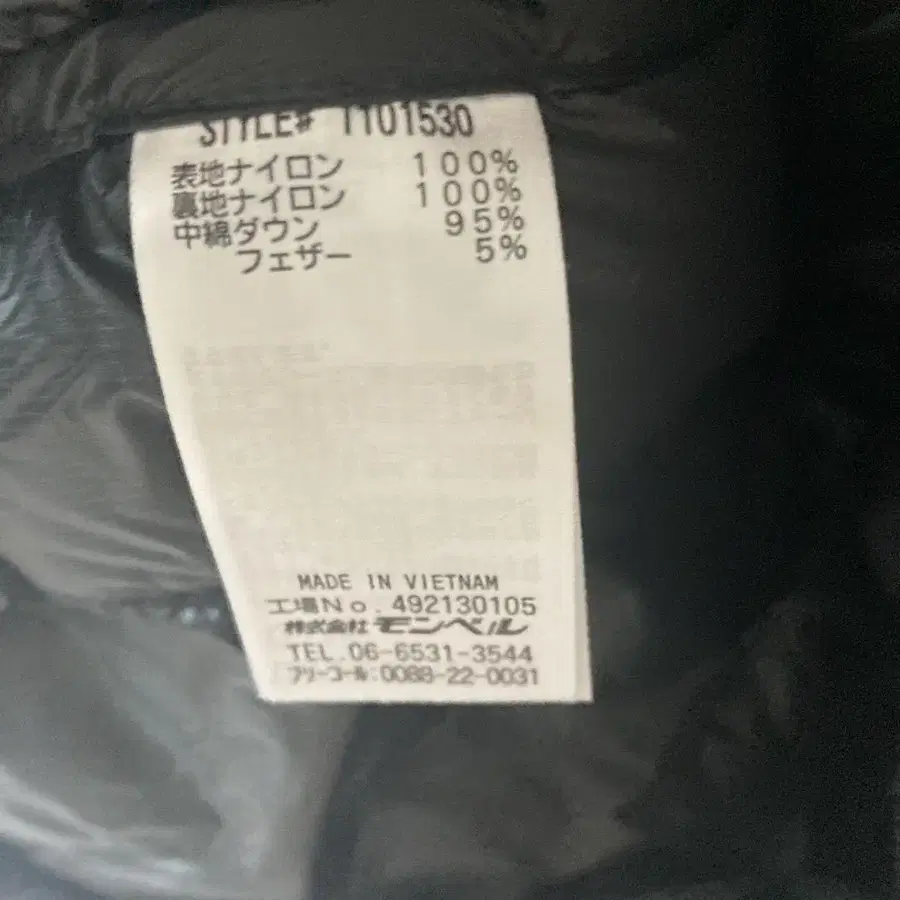 STYLE# 1101530
表地ナイロン 100%
裏地ナイロン 100%
中綿ダウン 95%
フェザー 5%
MADE IN VIETNAM
工場No.492130105
株式会社モンベル
TEL.06-6531-3544
フリーコール:0088-22-0031